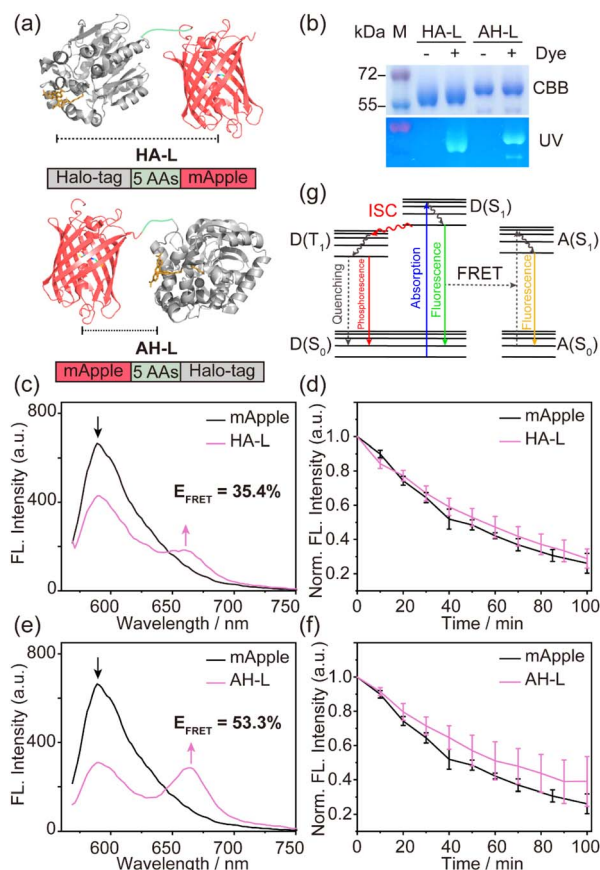 (a)
HA-L
Halo-tag 5 AAs mApple
AH-L
mApple 5 AAs Halo-tag
(b)
kDa M HA-L AH-L
- + - + Dye
72
55
CBB
UV
(g)
ISC
D(S1)
D(T1)
A(S1)
Quenching
Phosphorescence
Absorption
Fluorescence
FRET
Fluorescence
D(S0)
A(S0)
(c)
FL. Intensity (a.u.)
800
400
0
mApple
HA-L
EFRET = 35.4%
600 650 700 750
Wavelength / nm
(d)
Norm. FL. Intensity (a.u.)
1.0
0.8
0.6
0.4
0.2
mApple
HA-L
0 20 40 60 80 100
Time / min
(e)
FL. Intensity (a.u.)
800
400
0
mApple
AH-L
EFRET = 53.3%
600 650 700 750
Wavelength / nm
(f)
Norm. FL. Intensity (a.u.)
1.0
0.8
0.6
0.4
0.2
mApple
AH-L
0 20 40 60 80 100
Time / min